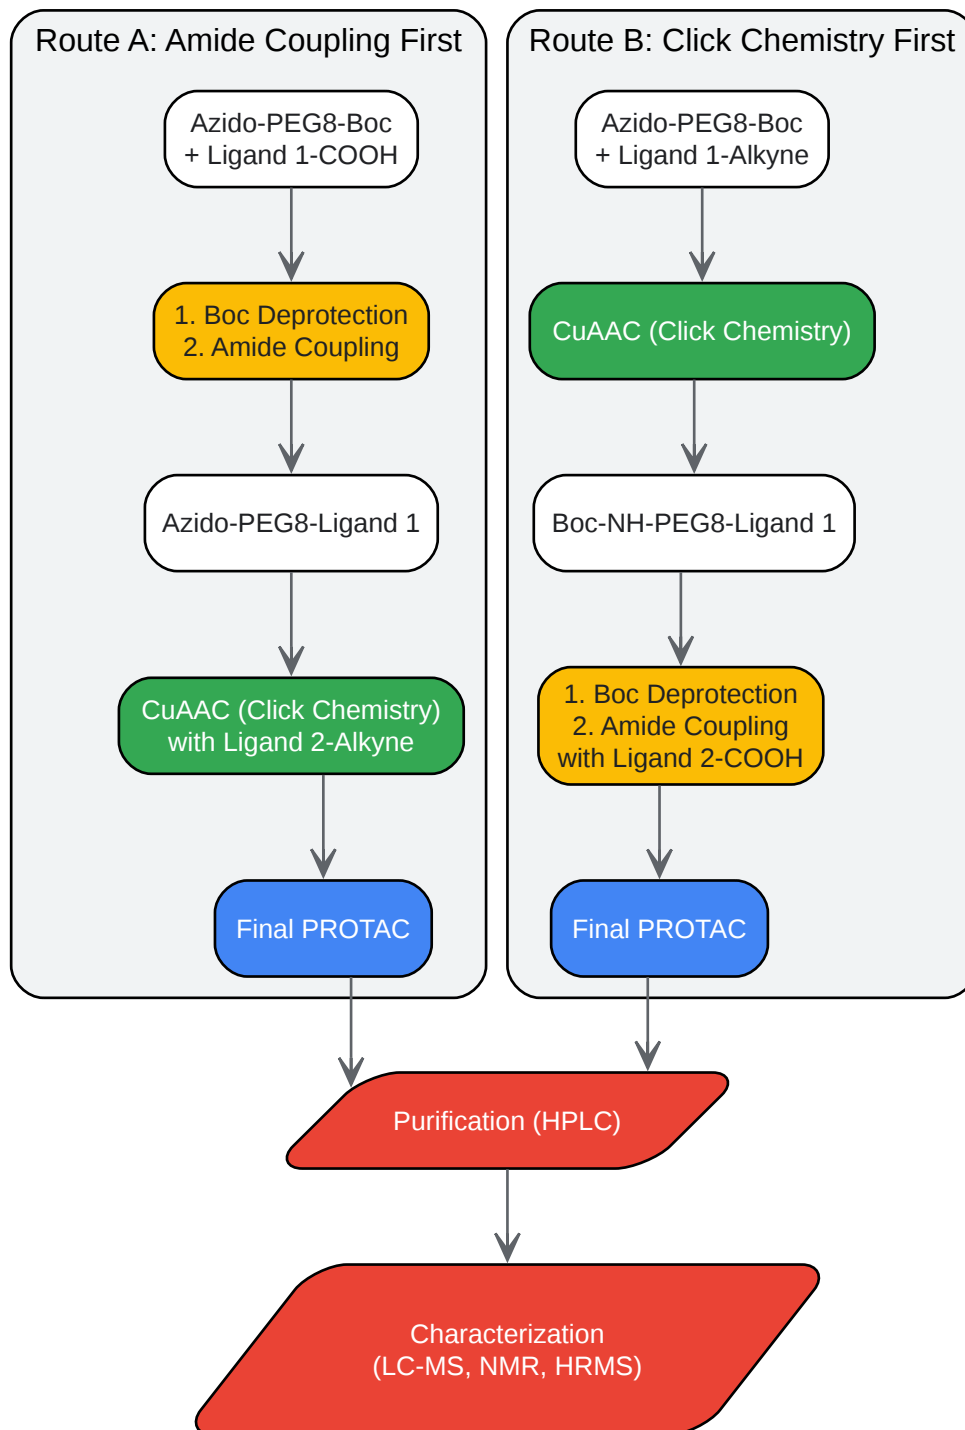 Route A: Amide Coupling First
Azido-PEG8-Boc
+ Ligand 1-COOH
1. Boc Deprotection
2. Amide Coupling
Azido-PEG8-Ligand 1
CuAAC (Click Chemistry)
with Ligand 2-Alkyne
Final PROTAC
Route B: Click Chemistry First
Azido-PEG8-Boc
+ Ligand 1-Alkyne
CuAAC (Click Chemistry)
Boc-NH-PEG8-Ligand 1
1. Boc Deprotection
2. Amide Coupling
with Ligand 2-COOH
Final PROTAC
Purification (HPLC)
Characterization
(LC-MS, NMR, HRMS)